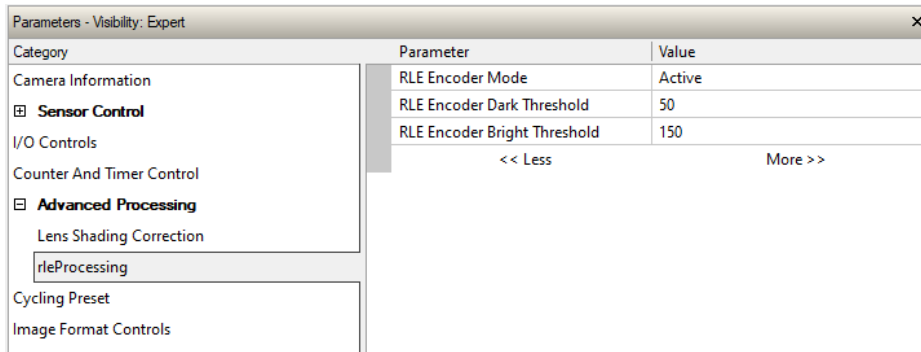 Parameters - Visibility: Expert
Category
Camera Information
Sensor Control
I/O Controls
Counter And Timer Control
Advanced Processing
Lens Shading Correction
rleProcessing
Cycling Preset
Image Format Controls
Parameter Value
RLE Encoder Mode Active
RLE Encoder Dark Threshold 50
RLE Encoder Bright Threshold 150
<< Less More >>